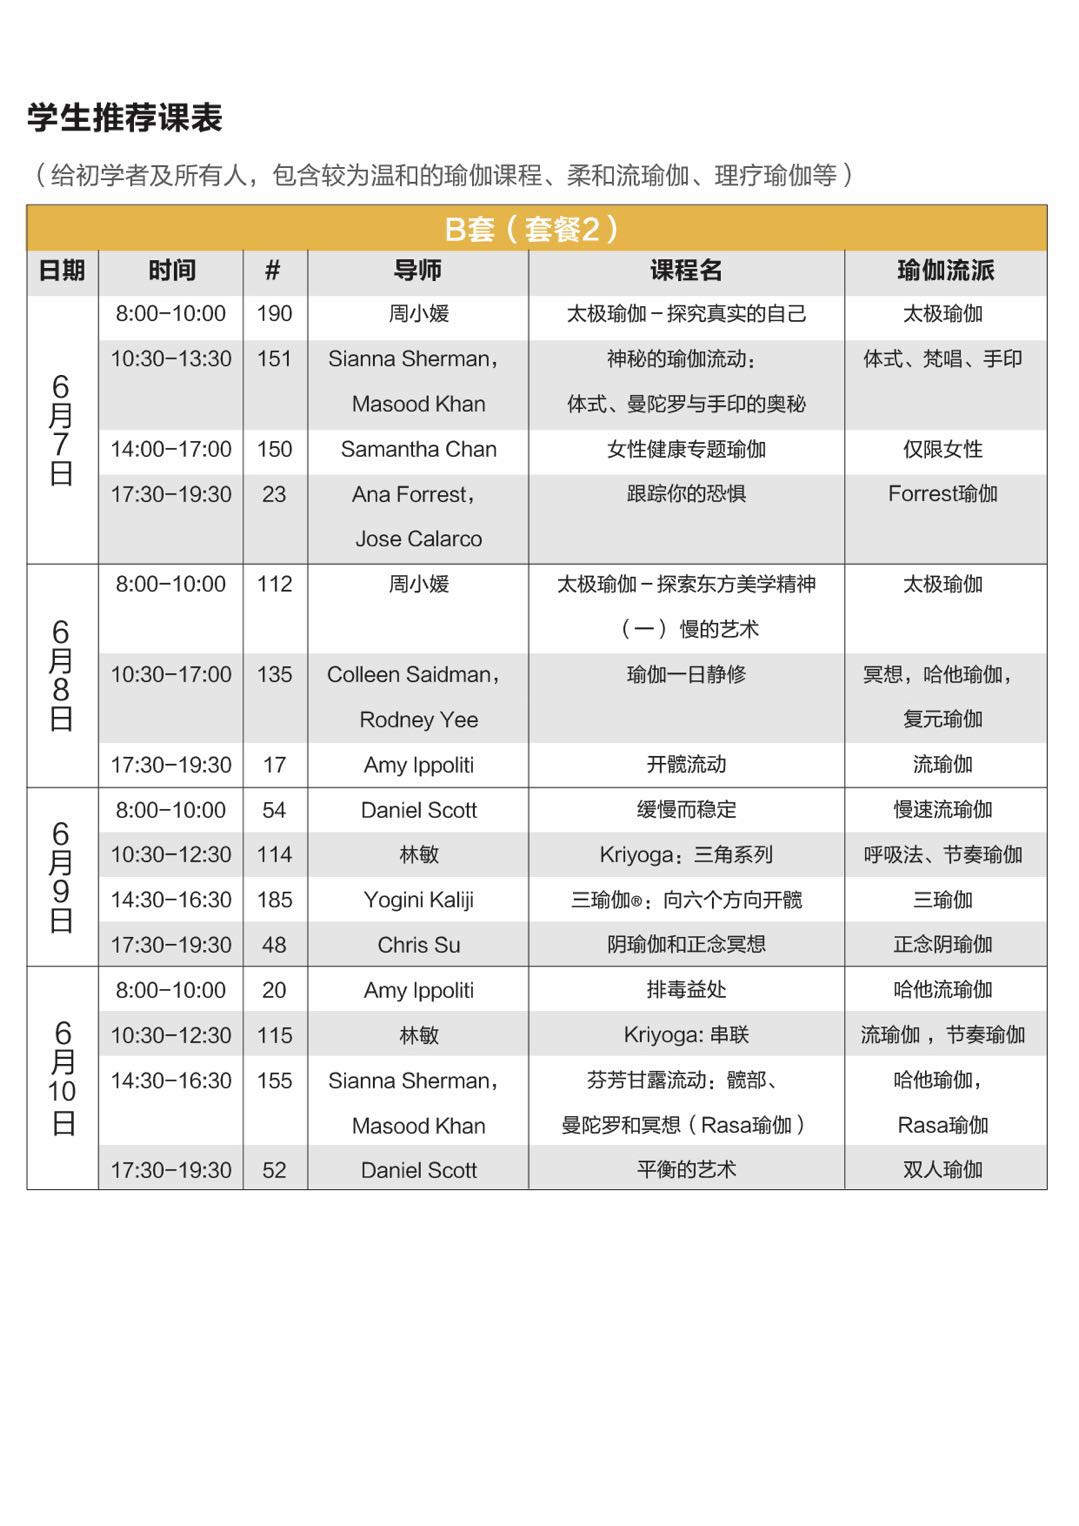 学生推荐课表
（给初学者及所有人，包含较为温和的瑜伽课程、柔和流瑜伽、理疗瑜伽等）
B套（套餐2）
日期 时间 # 导师 课程名 瑜伽流派
6月7日
8:00-10:00 190 周小媛 太极瑜伽-探究真实的自己 太极瑜伽
10:30-13:30 151 Sianna Sherman， 神秘的瑜伽流动： 体式、梵唱、手印
Masood Khan 体式、曼陀罗与手印的奥秘
14:00-17:00 150 Samantha Chan 女性健康专题瑜伽 仅限女性
17:30-19:30 23 Ana Forrest， 跟踪你的恐惧 Forrest瑜伽
Jose Calarco
6月8日
8:00-10:00 112 周小媛 太极瑜伽-探索东方美学精神 太极瑜伽
（一）慢的艺术
10:30-17:00 135 Colleen Saidman， 瑜伽一日静修 冥想，哈他瑜伽，
Rodney Yee 复元瑜伽
17:30-19:30 17 Amy Ippoliti 开髋流动 流瑜伽
6月9日
8:00-10:00 54 Daniel Scott 缓慢而稳定 慢速流瑜伽
10:30-12:30 114 林敏 Kriyoga：三角系列 呼吸法、节奏瑜伽
14:30-16:30 185 Yogini Kaliji 三瑜伽®：向六个方向开髋 三瑜伽
17:30-19:30 48 Chris Su 阴瑜伽和正念冥想 正念阴瑜伽
6月10日
8:00-10:00 20 Amy Ippoliti 排毒益处 哈他流瑜伽
10:30-12:30 115 林敏 Kriyoga: 串联 流瑜伽，节奏瑜伽
14:30-16:30 155 Sianna Sherman， 芬芳甘露流动：髋部、 哈他瑜伽，
Masood Khan 曼陀罗和冥想（Rasa瑜伽） Rasa瑜伽
17:30-19:30 52 Daniel Scott 平衡的艺术 双人瑜伽